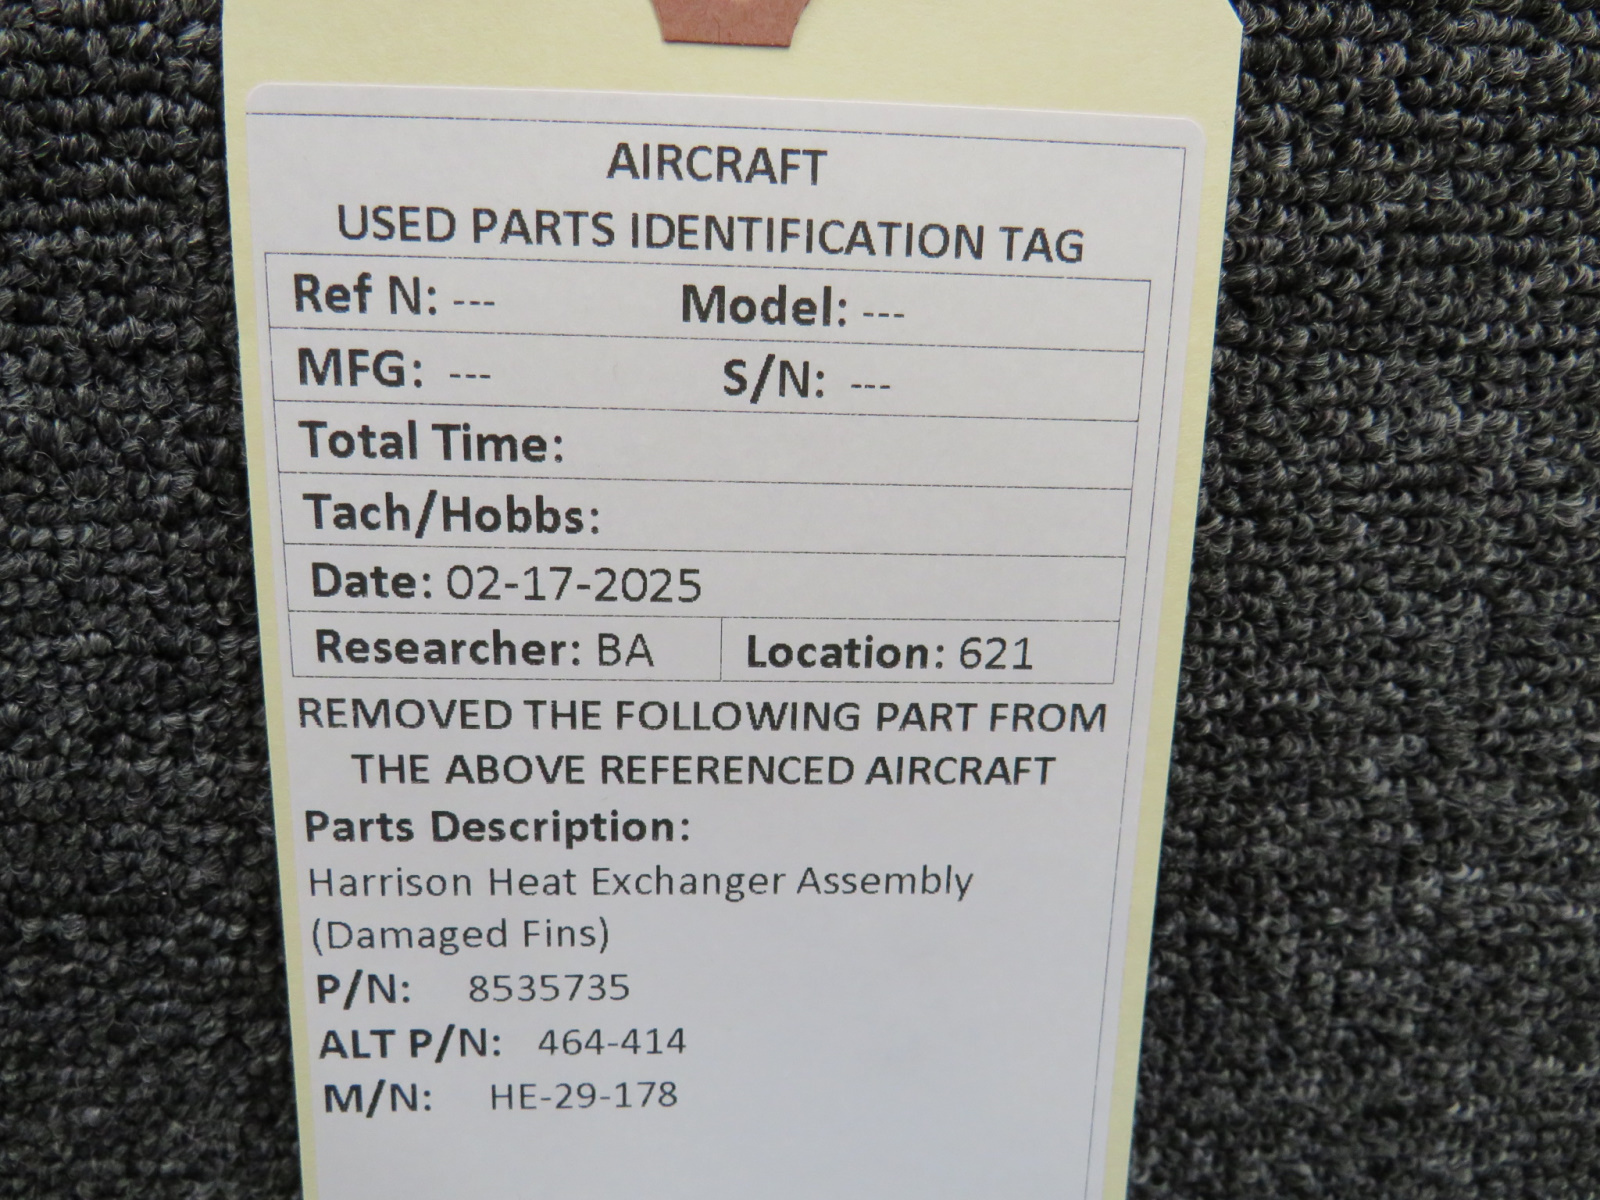 AIRCRAFT
USED PARTS IDENTIFICATION TAG
Ref N: --- Model: ---
MFG: --- S/N: ---
Total Time:
Tach/Hobbs:
Date: 02-17-2025
Researcher: BA Location: 621
REMOVED THE FOLLOWING PART FROM
THE ABOVE REFERENCED AIRCRAFT
Parts Description:
Harrison Heat Exchanger Assembly
(Damaged Fins)
P/N: 8535735
ALT P/N: 464-414
M/N: HE-29-178